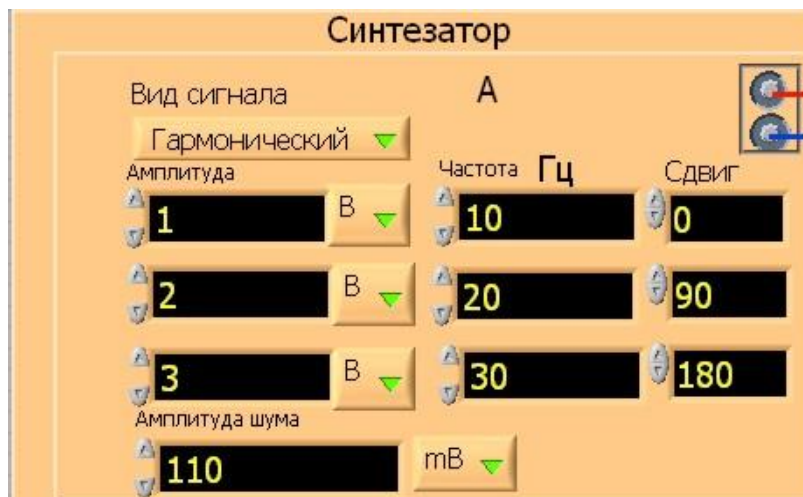 Синтезатор
Вид сигнала А
Гармонический
Амплитуда Частота Гц Сдвиг
1 В 10 0
2 В 20 90
3 В 30 180
Амплитуда шума
110 mВ